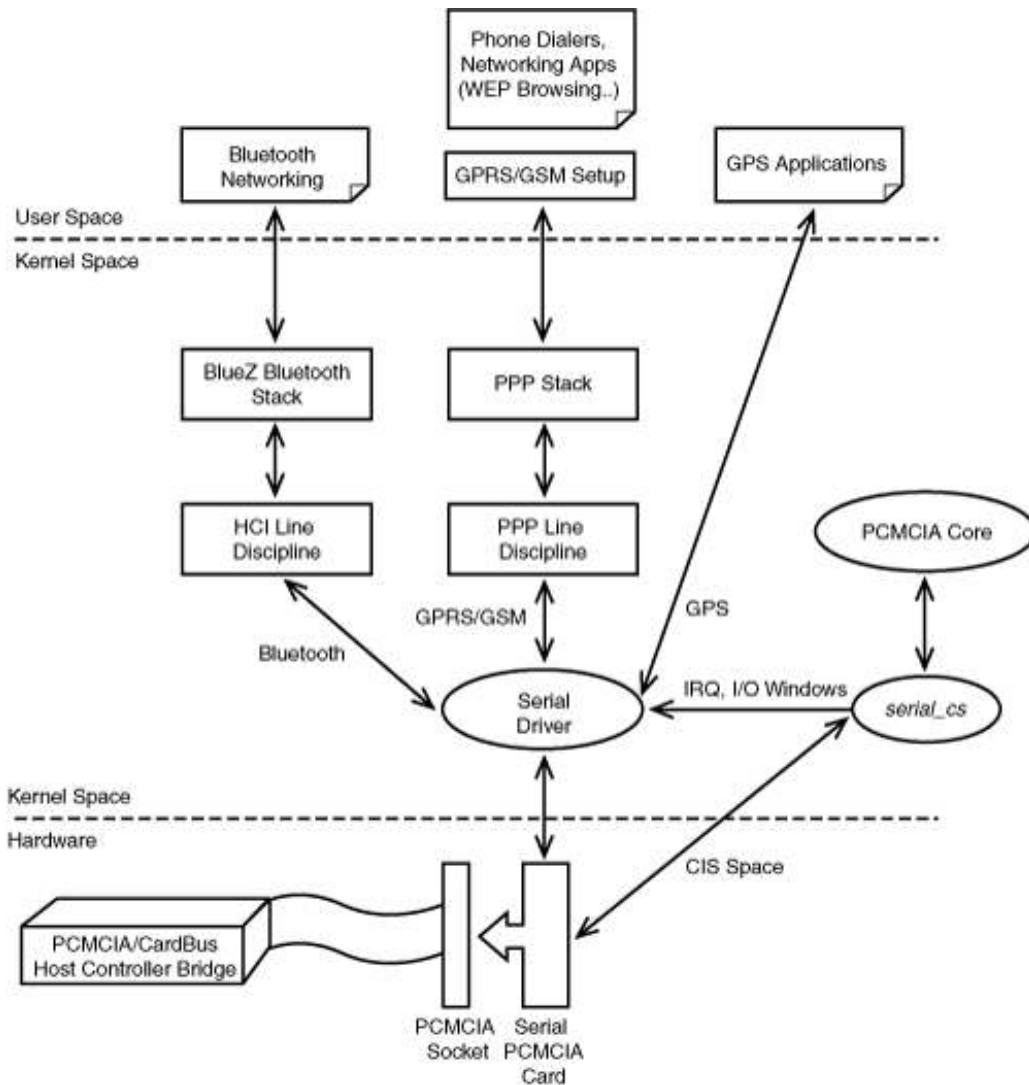 Phone Dialers,
Networking Apps
(WEP Browsing..)
Bluetooth
Networking
GPRS/GSM Setup
GPS Applications
User Space
Kernel Space
BlueZ Bluetooth
Stack
PPP Stack
HCI Line
Discipline
PPP Line
Discipline
PCMCIA Core
GPRS/GSM
GPS
Bluetooth
IRQ, I/O Windows
Serial
Driver
serial_cs
Kernel Space
Hardware
CIS Space
PCMCIA/CardBus
Host Controller Bridge
PCMCIA
Socket
Serial
PCMCIA
Card